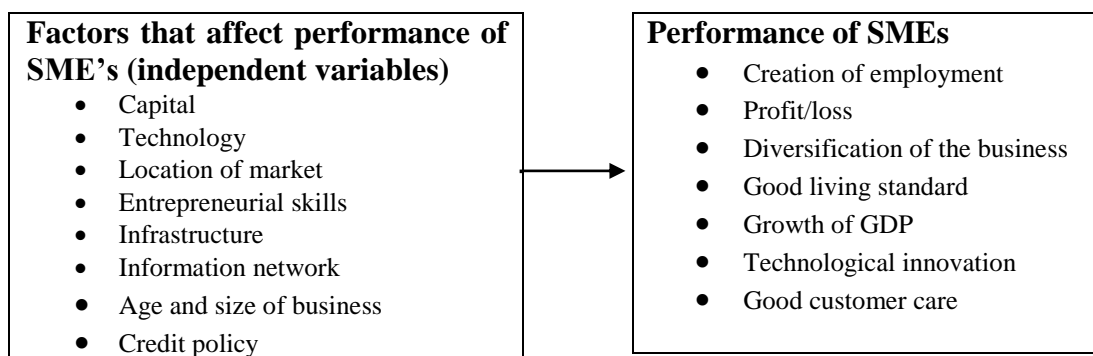 Factors that affect performance of
SME’s (independent variables)
• Capital
• Technology
• Location of market
• Entrepreneurial skills
• Infrastructure
• Information network
• Age and size of business
• Credit policy
Performance of SMEs
• Creation of employment
• Profit/loss
• Diversification of the business
• Good living standard
• Growth of GDP
• Technological innovation
• Good customer care